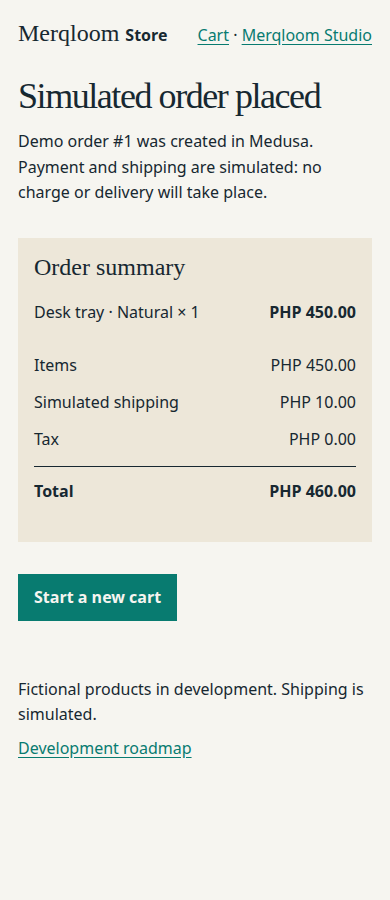 Merqloom Store Cart · Merqloom Studio
Simulated order placed
Demo order #1 was created in Medusa.
Payment and shipping are simulated: no
charge or delivery will take place.
Order summary
Desk tray · Natural × 1 PHP 450.00
Items PHP 450.00
Simulated shipping PHP 10.00
Tax PHP 0.00
Total PHP 460.00
Start a new cart
Fictional products in development. Shipping is
simulated.
Development roadmap